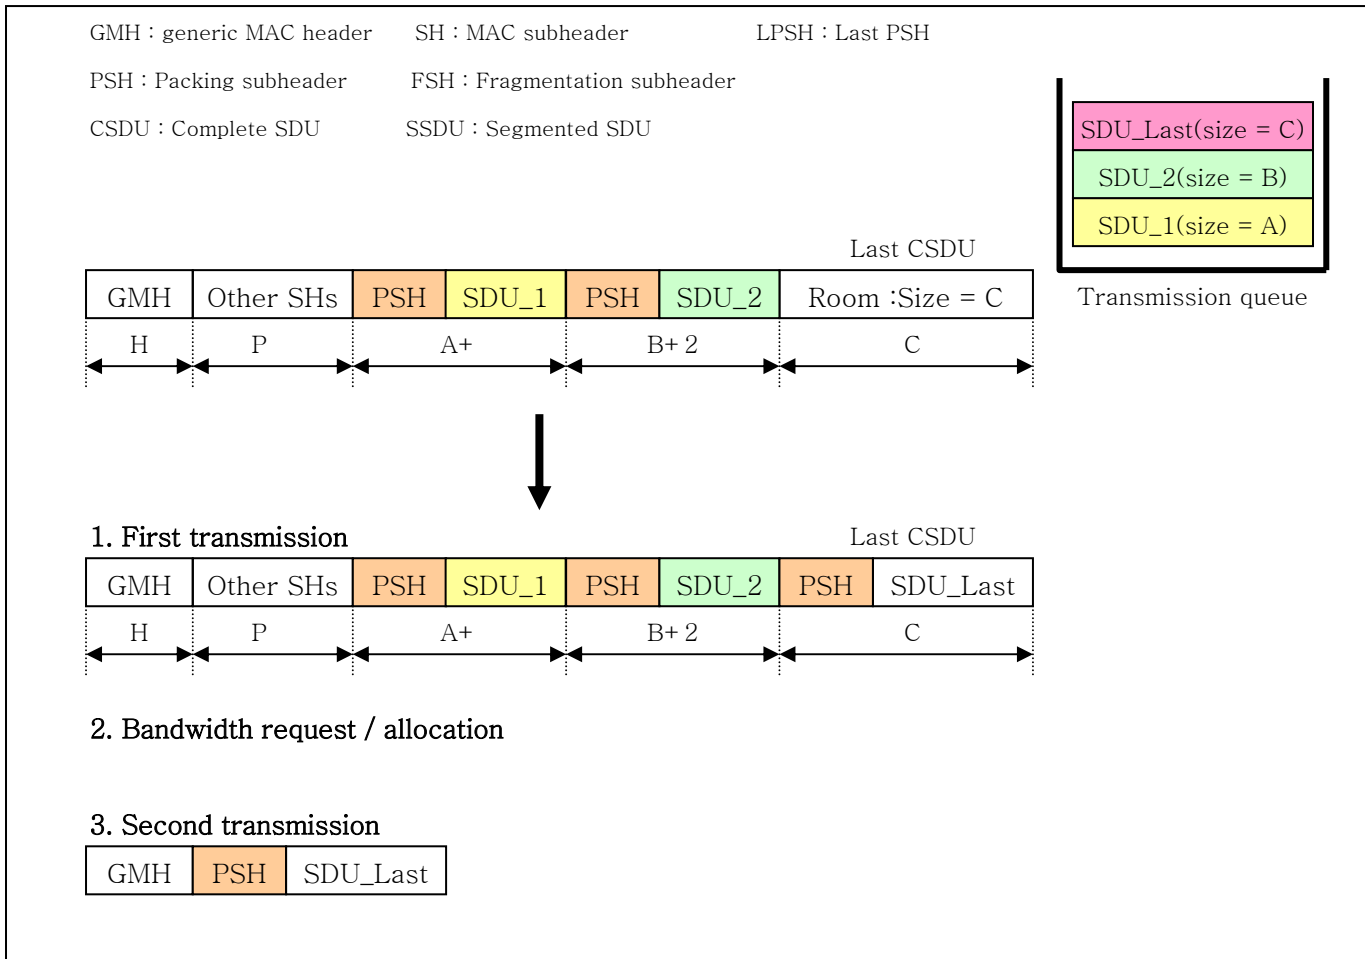 GMH : generic MAC header SH : MAC subheader LPSH : Last PSH
PSH : Packing subheader FSH : Fragmentation subheader
CSDU : Complete SDU SSDU : Segmented SDU
SDU_Last(size = C)
SDU_2(size = B)
SDU_1(size = A)
Transmission queue
Last CSDU
GMH Other SHs PSH SDU_1 PSH SDU_2 Room :Size = C
H P A+ B+ 2 C
1. First transmission
Last CSDU
GMH Other SHs PSH SDU_1 PSH SDU_2 PSH SDU_Last
H P A+ B+ 2 C
2. Bandwidth request / allocation
3. Second transmission
GMH PSH SDU_Last